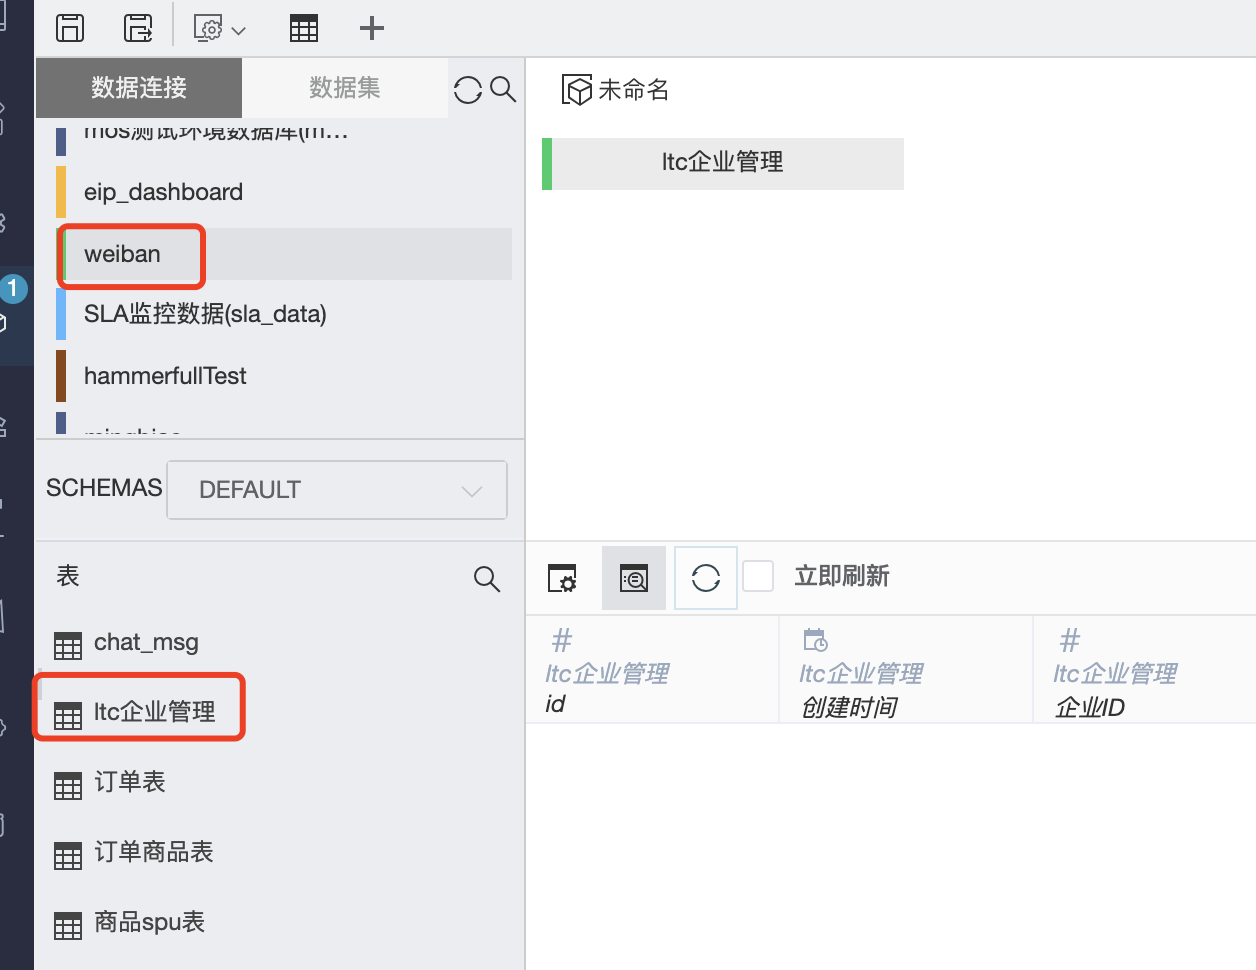 数据连接
数据集
未命名
mos测试环境数据库(m...
eip_dashboard
weiban
SLA监控数据(sla_data)
hammerfullTest
ltc企业管理
1
SCHEMAS
DEFAULT
表
chat_msg
ltc企业管理
订单表
订单商品表
商品spu表
立即刷新
#
ltc企业管理
id
ltc企业管理
创建时间
#
ltc企业管理
企业ID